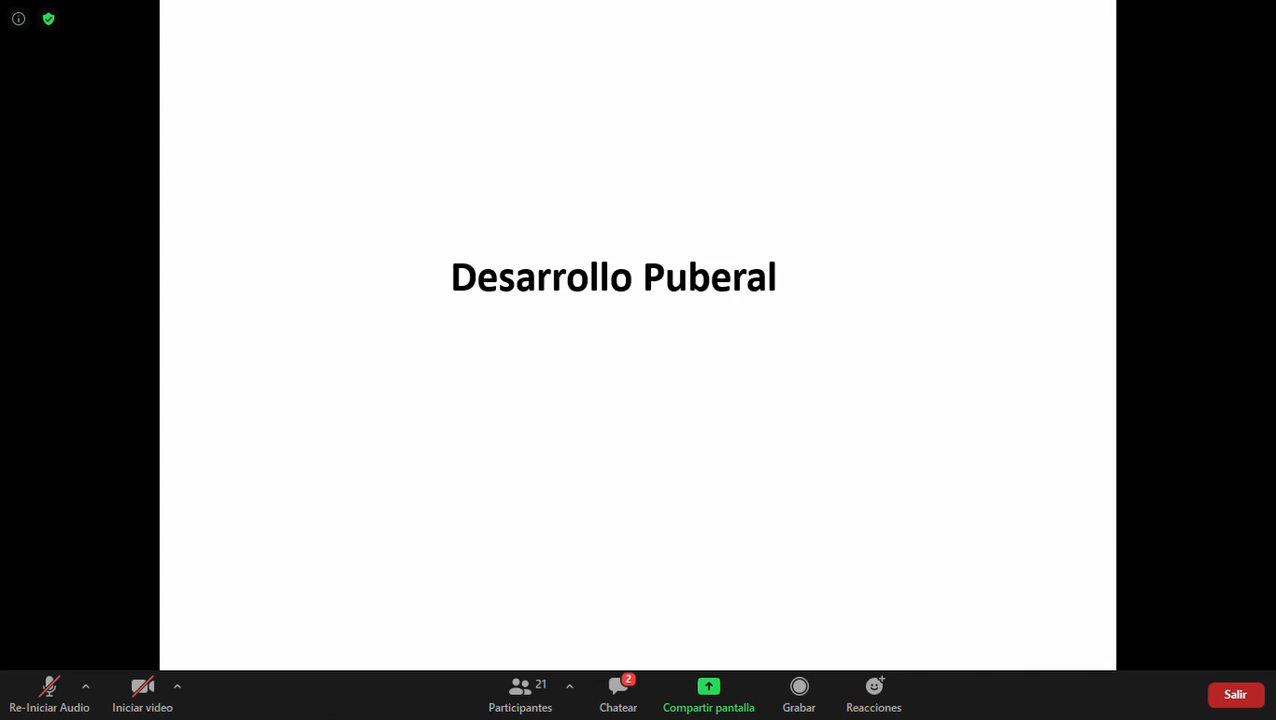 Desarrollo Puberal
21
2
Re-Iniciar Audio
Iniciar video
Participantes
Chatear
Compartir pantalla
Grabar
Reacciones
Salir